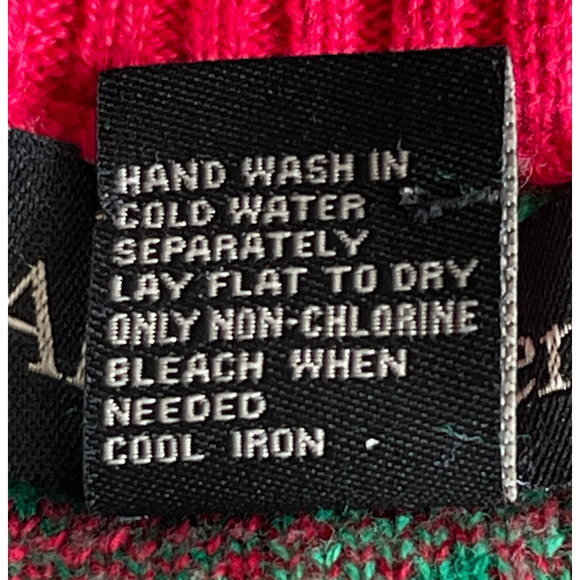 HAND WASH IN
COLD WATER
SEPARATELY
LAY FLAT TO DRY
ONLY NON-CHLORINE
BLEACH WHEN
NEEDED
COOL IRON